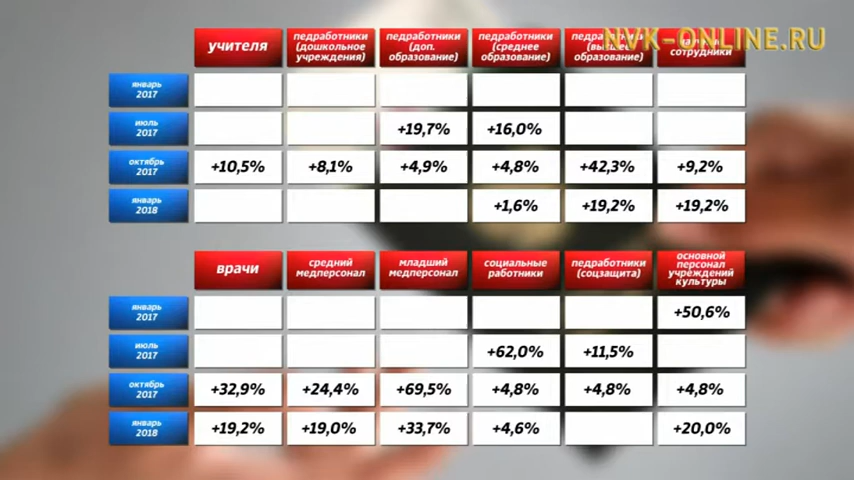 NVK-ONLINE.RU
учителя
педработники
(дошкольное
учреждения)
педработники
(доп.
образование)
педработники
(среднее
образование)
педработники
(высшее
образование)
сотрудники
январь
2017
июль
2017
+19,7% +16,0%
октябрь
2017
+10,5% +8,1% +4,9% +4,8% +42,3% +9,2%
январь
2018
+1,6% +19,2% +19,2%
врачи
средний
медперсонал
младший
медперсонал
социальные
работники
педработники
(соцзащита)
основной
персонал
учреждений
культуры
январь
2017
+50,6%
июль
2017
+62,0% +11,5%
октябрь
2017
+32,9% +24,4% +69,5% +4,8% +4,8% +4,8%
январь
2018
+19,2% +19,0% +33,7% +4,6% +20,0%